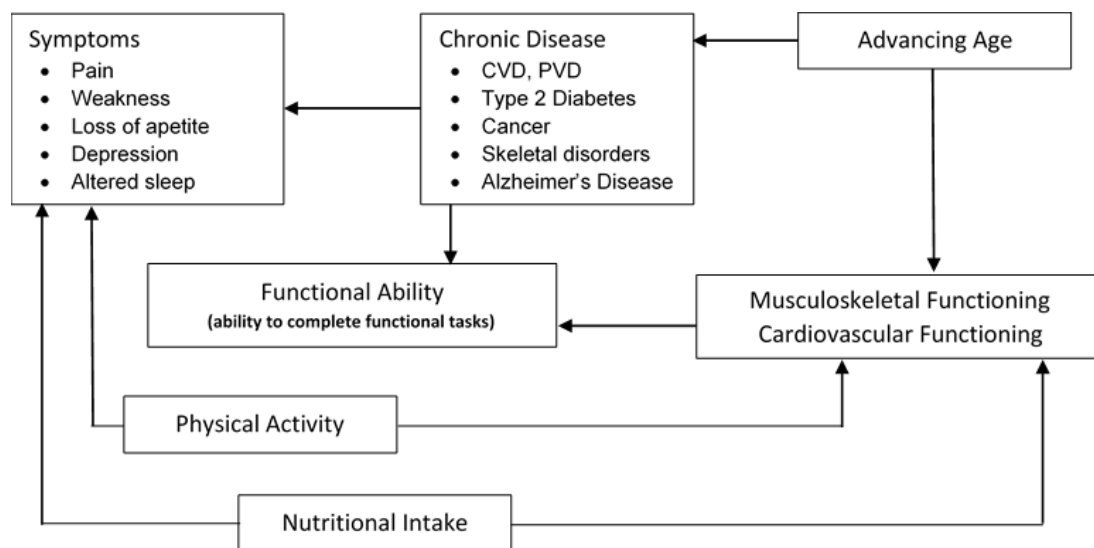 Symptoms
• Pain
• Weakness
• Loss of apetite
• Depression
• Altered sleep
Chronic Disease
• CVD, PVD
• Type 2 Diabetes
• Cancer
• Skeletal disorders
• Alzheimer's Disease
Advancing Age
Functional Ability
(ability to complete functional tasks)
Musculoskeletal Functioning
Cardiovascular Functioning
Physical Activity
Nutritional Intake